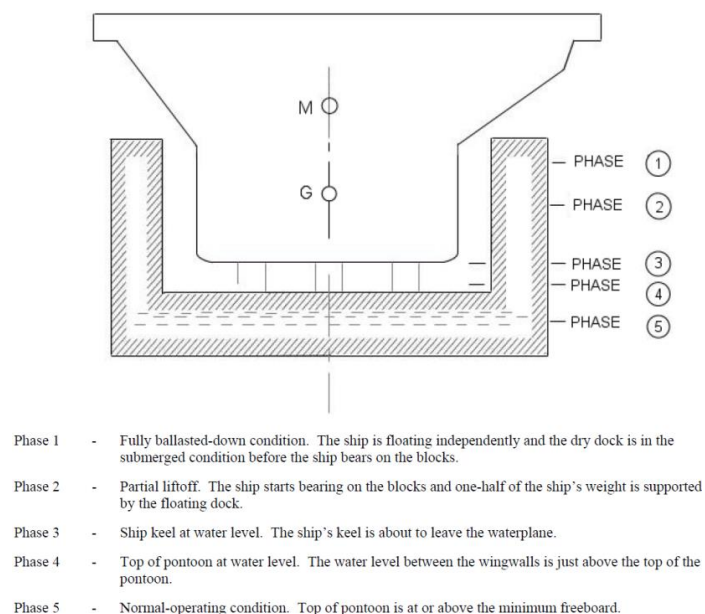 M
G
PHASE 1
PHASE 2
PHASE 3
PHASE 4
PHASE 5
Phase 1 - Fully ballasted-down condition. The ship is floating independently and the dry dock is in the
submerged condition before the ship bears on the blocks.
Phase 2 - Partial liftoff. The ship starts bearing on the blocks and one-half of the ship's weight is supported
by the floating dock.
Phase 3 - Ship keel at water level. The ship's keel is about to leave the waterplane.
Phase 4 - Top of pontoon at water level. The water level between the wingwalls is just above the top of the
pontoon.
Phase 5 - Normal-operating condition. Top of pontoon is at or above the minimum freeboard.